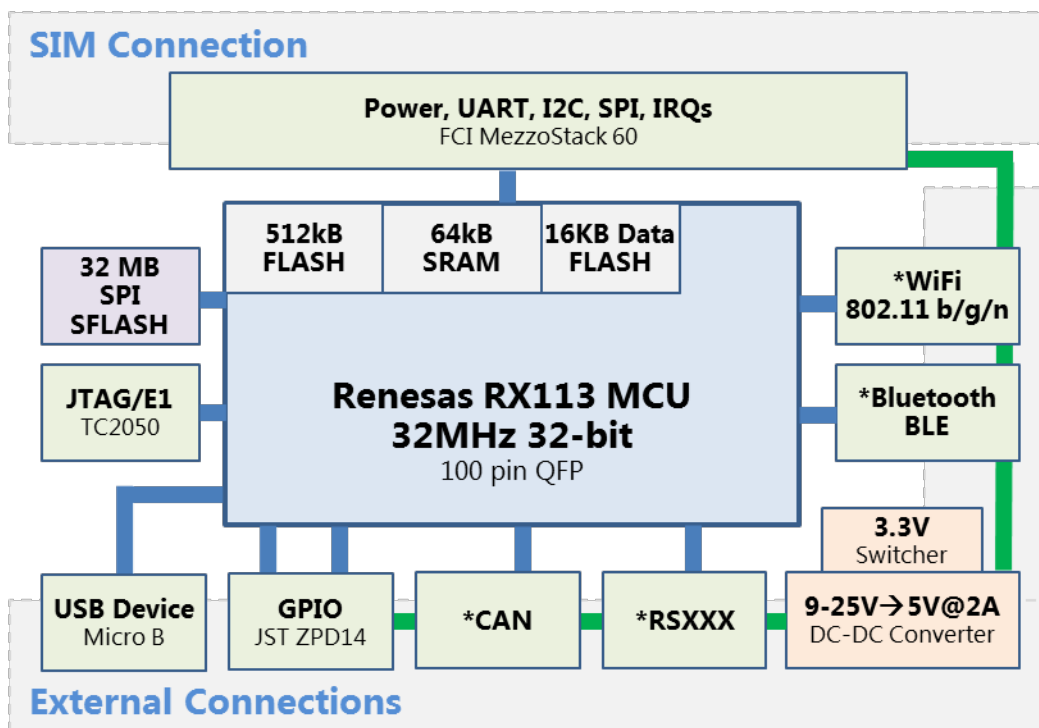 SIM Connection
Power, UART, I2C, SPI, IRQs
FCI MezzoStack 60
512kB
FLASH
64kB
SRAM
16KB Data
FLASH
32 MB
SPI
SFLASH
*WiFi
802.11 b/g/n
JTAG/E1
TC2050
Renesas RX113 MCU
32MHz 32-bit
100 pin QFP
*Bluetooth
BLE
3.3V
Switcher
USB Device
Micro B
GPIO
JST ZPD14
*CAN
*RSXXX
9-25V→5V@2A
DC-DC Converter
External Connections